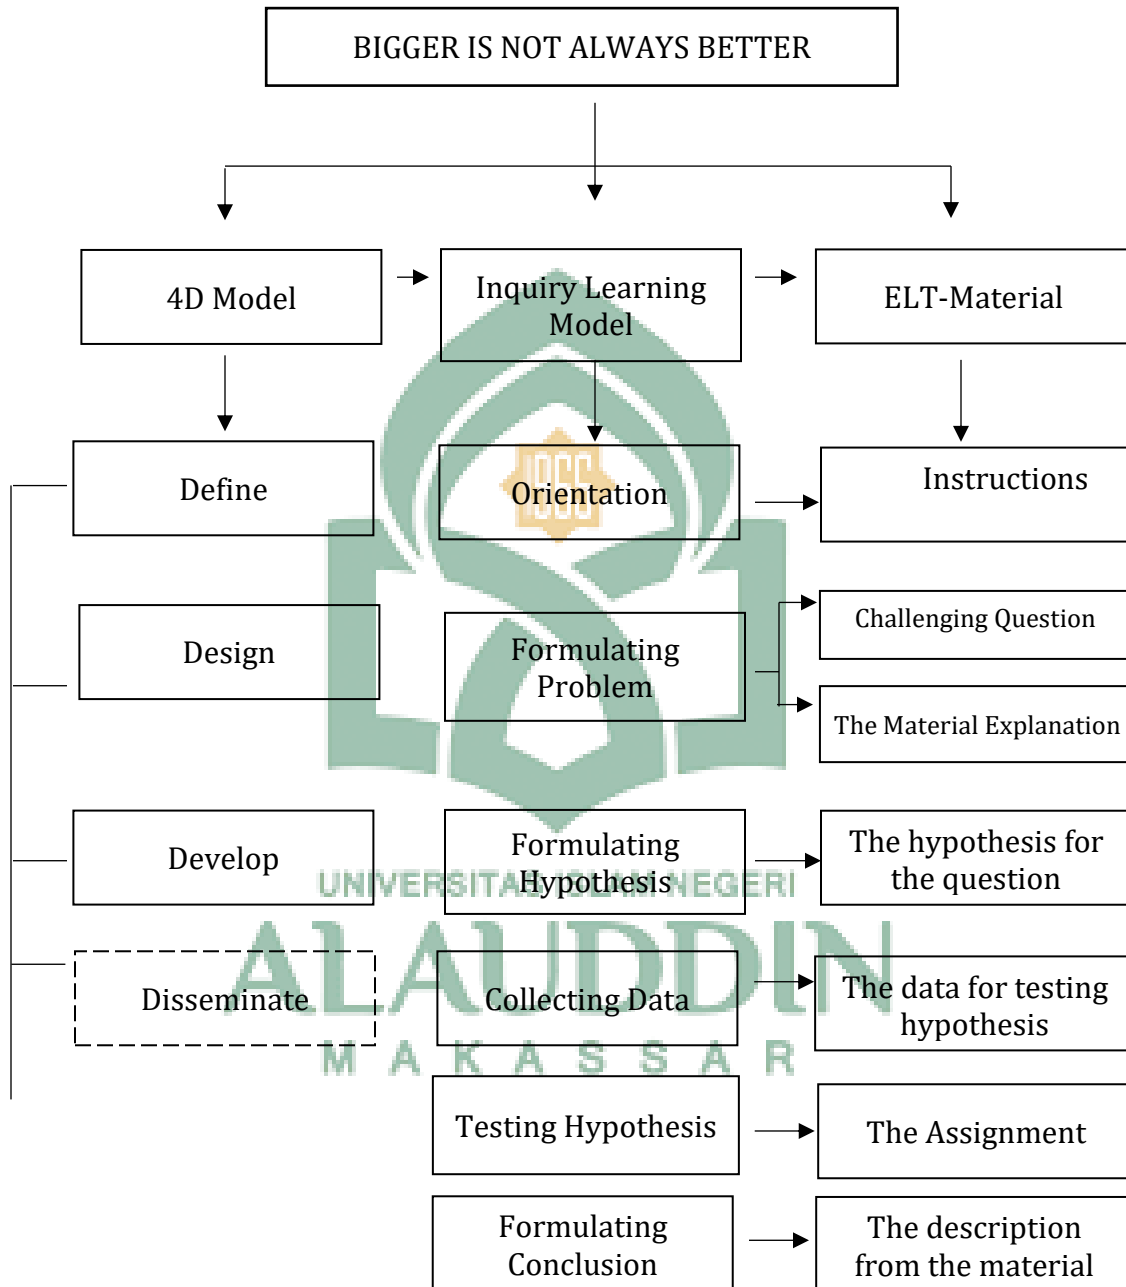 BIGGER IS NOT ALWAYS BETTER
4D Model
Inquiry Learning
Model
ELT-Material
Define
Orientation
Instructions
Design
Formulating
Problem
Challenging Question
The Material Explanation
Develop
Formulating
Hypothesis
The hypothesis for
the question
UNIVERSITAS ISLAM NEGERI
ALAUDDIN
MAKASSAR
1965
Disseminate
Collecting Data
The data for testing
hypothesis
Testing Hypothesis
The Assignment
Formulating
Conclusion
The description
from the material